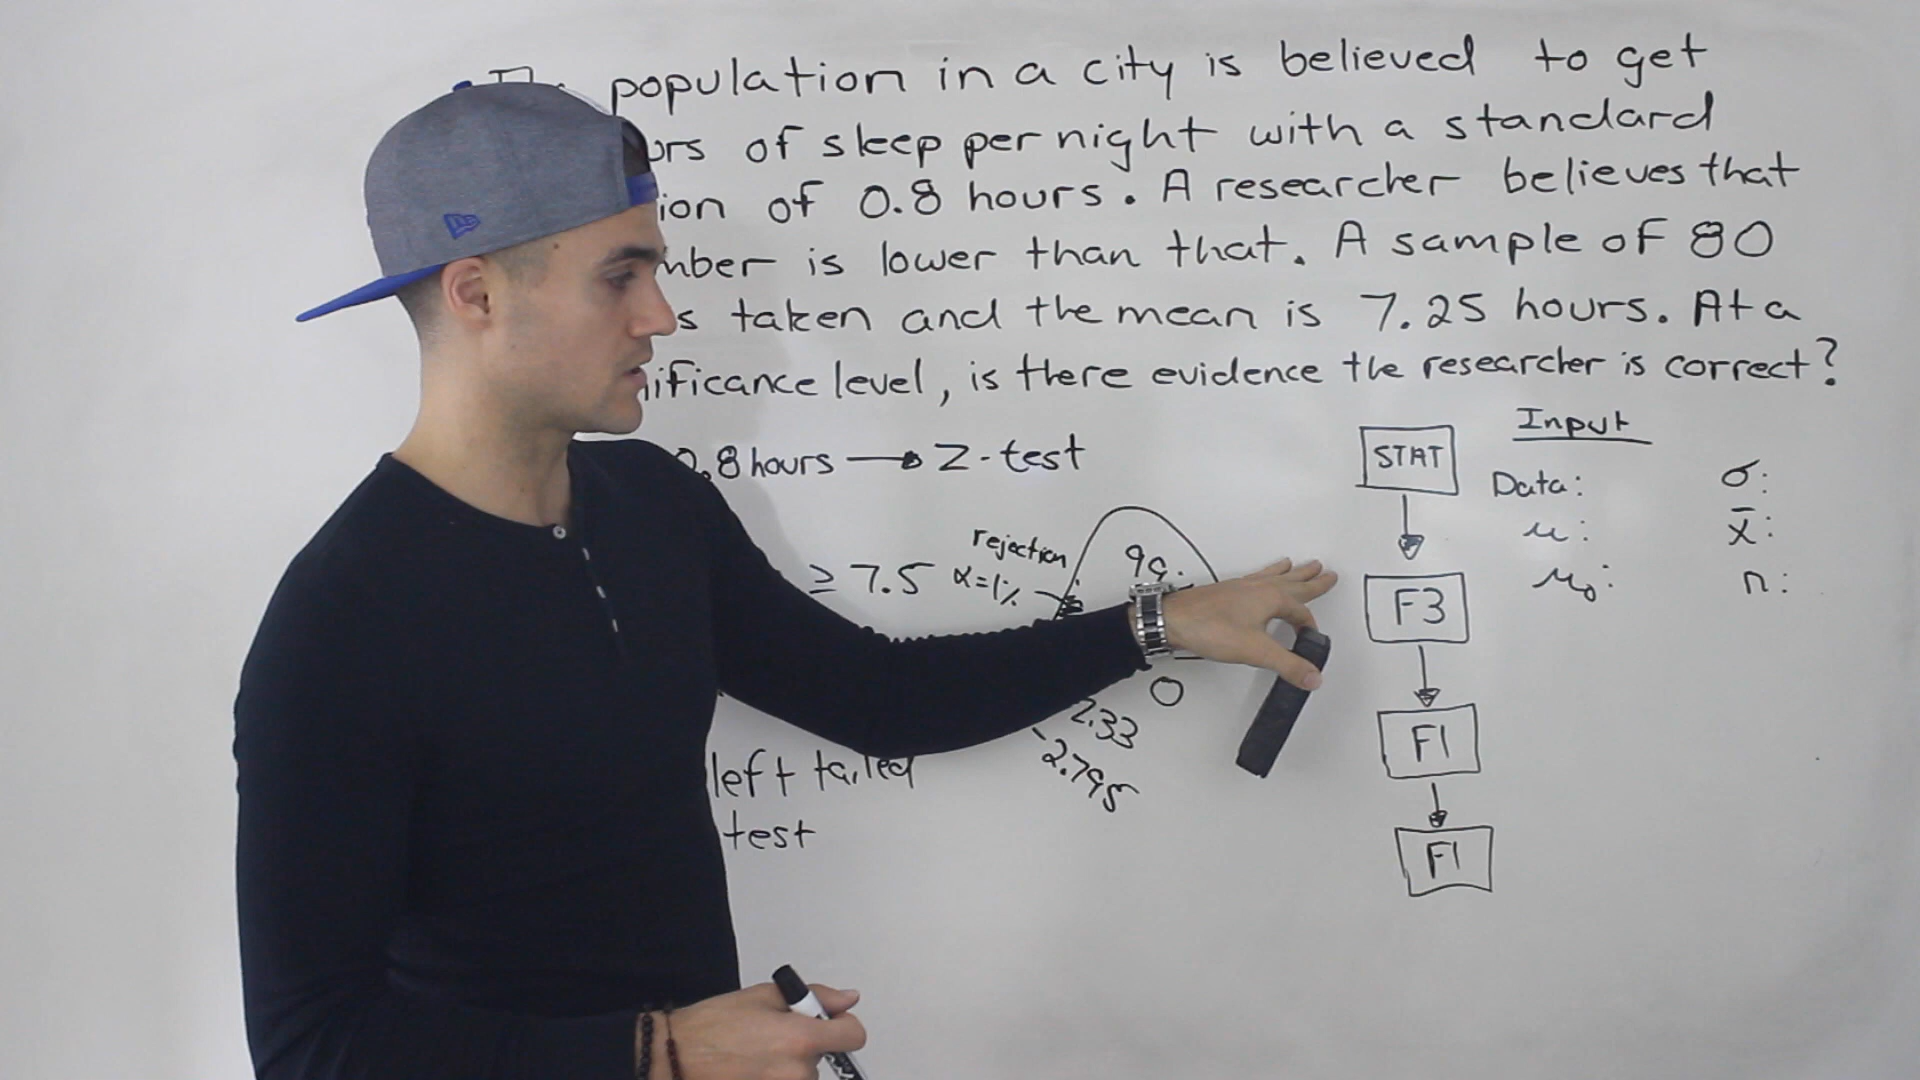 population in a city is believed to get
urs of sleep per night with a standard
ion of 0.8 hours. A researcher believes that
mber is lower than that. A sample of 80
s taken and the mean is 7.25 hours. At a
nificance level, is there evidence the researcher is correct?
0.8 hours → Z-test
≥ 7.5
rejection
α=1%
99.
0
2.33
-2.795
left tailed
test
STAT
F3
F1
F1
Input
Data: σ:
μ: x̄:
μ₀: n: